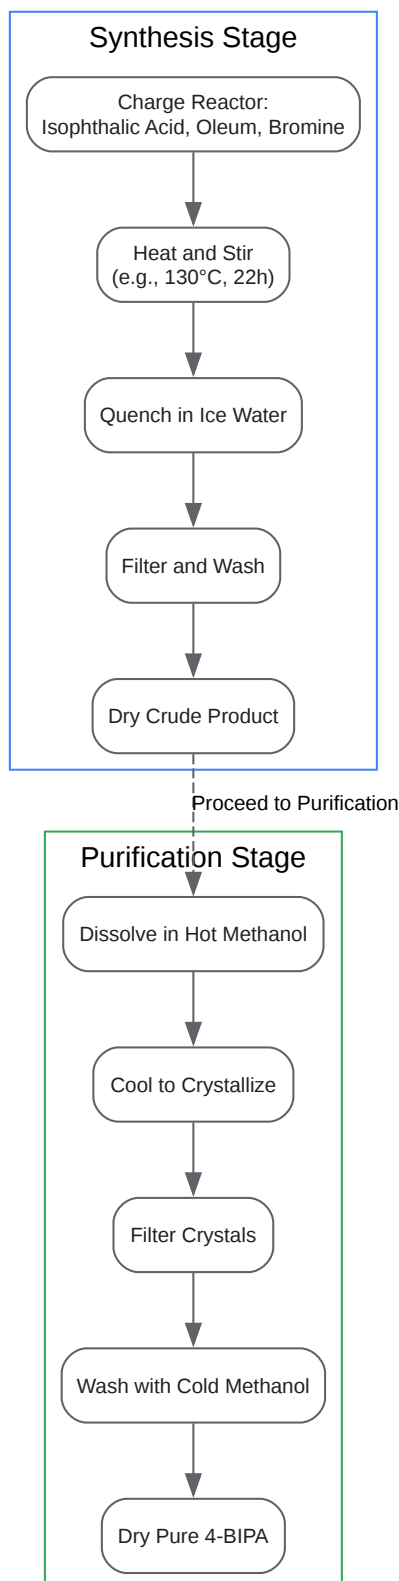 Synthesis Stage
Charge Reactor:
Isophthalic Acid, Oleum, Bromine
Heat and Stir
(e.g., 130°C, 22h)
Quench in Ice Water
Filter and Wash
Dry Crude Product
Proceed to Purification
Purification Stage
Dissolve in Hot Methanol
Cool to Crystallize
Filter Crystals
Wash with Cold Methanol
Dry Pure 4-BIPA